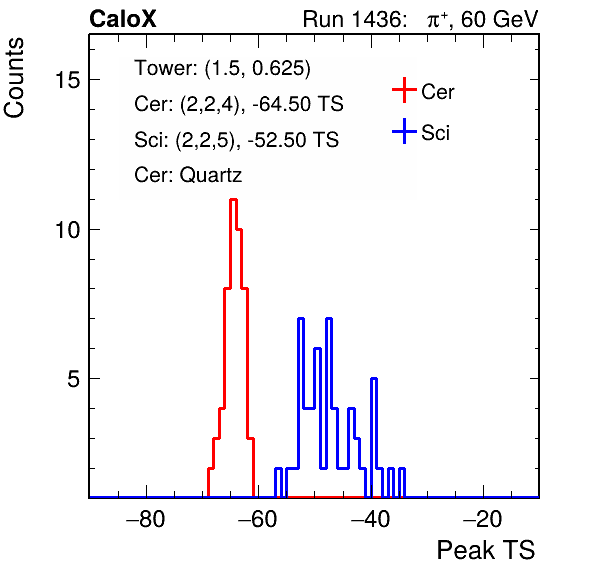 CaloX
Run 1436: π⁺, 60 GeV
Counts
Tower: (1.5, 0.625)
Cer: (2,2,4), -64.50 TS
Sci: (2,2,5), -52.50 TS
Cer: Quartz
Cer
Sci
15
10
5
−80 −60 −40 −20
Peak TS